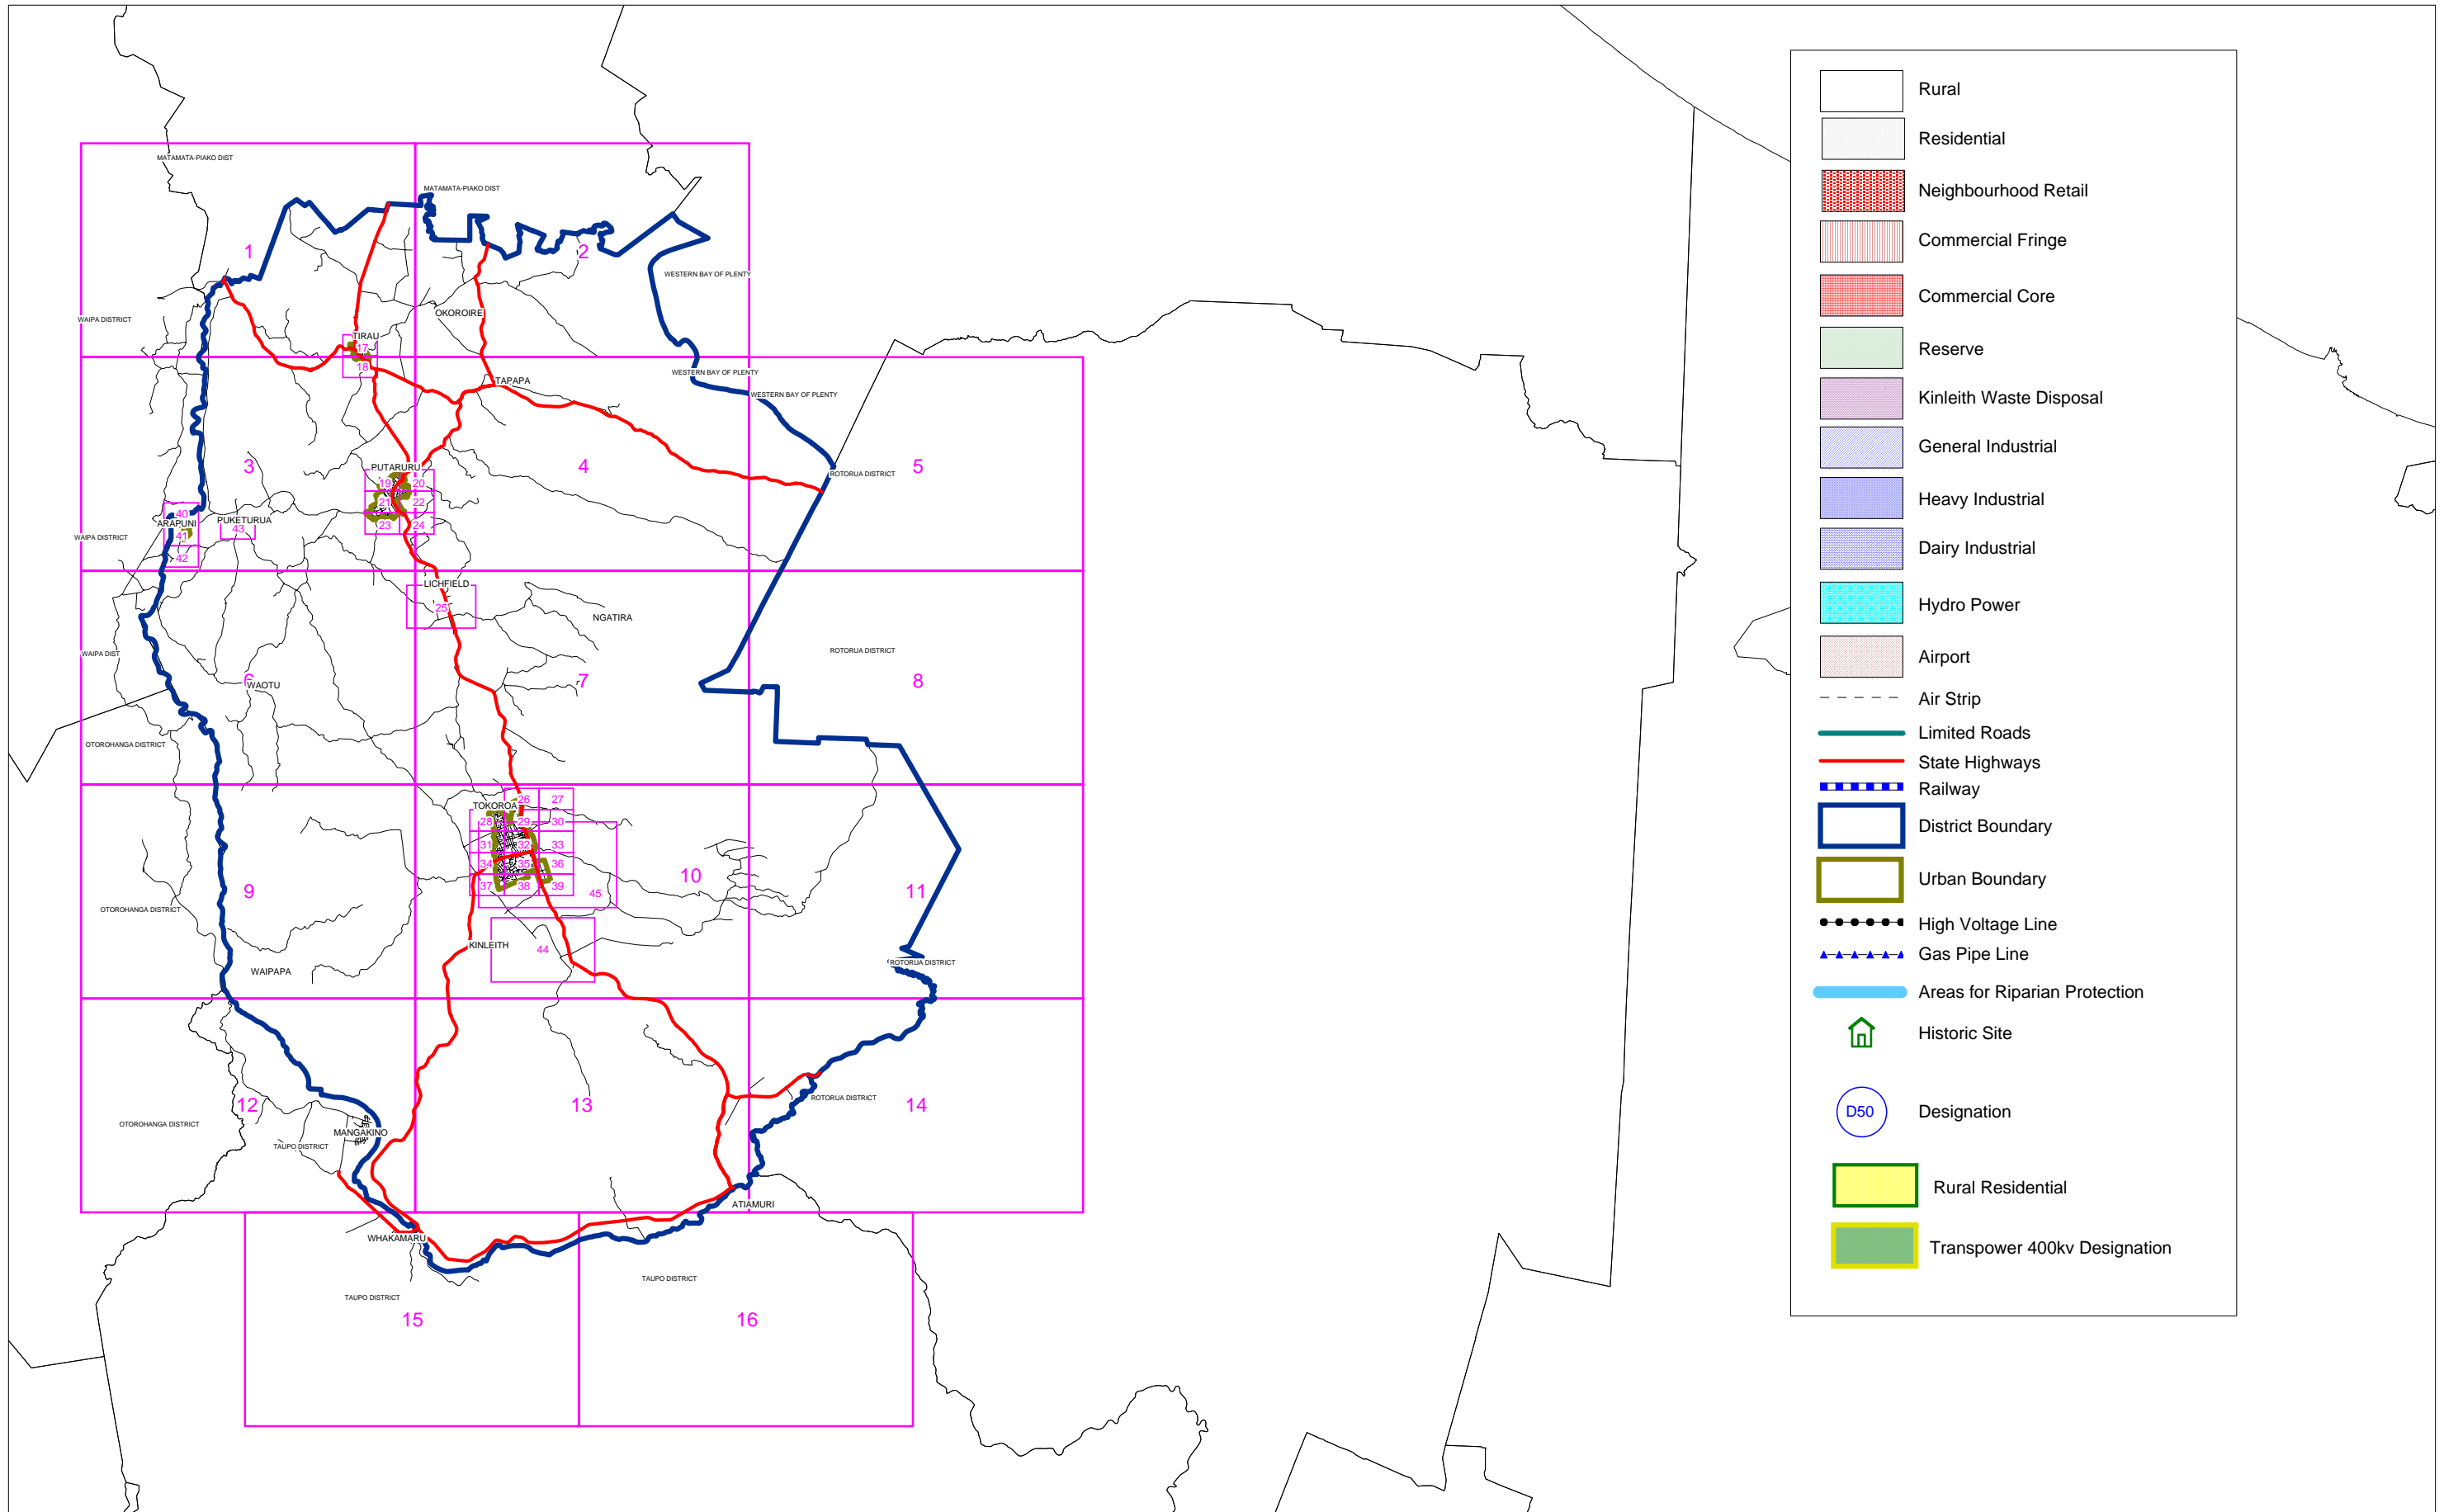 MATAMATA-PIAKO DIST
MATAMATA-PIAKO DIST
1
2
WESTERN BAY OF PLENTY
OKOROIRE
WAIPA DISTRICT
TIRAU
17
18
WESTERN BAY OF PLENTY
TAPAPA
WESTERN BAY OF PLENTY
3
PUTARURU
4
5
ROTORUA DISTRICT
19
20
21
22
23
24
40
ARAPUNI
41
42
PUKETURUA
43
WAIPA DISTRICT
LICHFIELD
25
NGATIRA
WAIPA DIST
ROTORUA DISTRICT
6
WAOTU
7
8
OTOROHANGA DISTRICT
TOKOROA
26
27
28
29
30
31
32
33
34
35
36
37
38
39
45
9
10
11
OTOROHANGA DISTRICT
KINLEITH
44
WAIPAPA
ROTORUA DISTRICT
12
13
14
ROTORUA DISTRICT
OTOROHANGA DISTRICT
MANGAKINO
TAUPO DISTRICT
ATIAMURI
WHAKAMARU
TAUPO DISTRICT
TAUPO DISTRICT
15
16
Rural
Residential
Neighbourhood Retail
Commercial Fringe
Commercial Core
Reserve
Kinleith Waste Disposal
General Industrial
Heavy Industrial
Dairy Industrial
Hydro Power
Airport
Air Strip
Limited Roads
State Highways
Railway
District Boundary
Urban Boundary
High Voltage Line
Gas Pipe Line
Areas for Riparian Protection
Historic Site
D50 Designation
Rural Residential
Transpower 400kv Designation